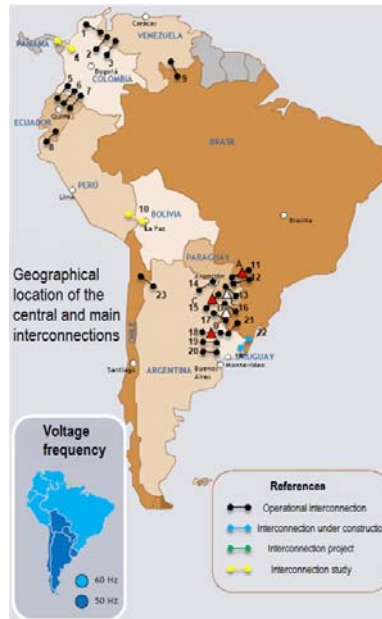 Caracas
PANAMÁ
VENEZUELA
1
2
3
4
Bogotá
COLOMBIA
9
5
6
7
Quito
ECUADOR
8
BRASIL
PERÚ
Lima
10
BOLIVIA
La Paz
Brasilia
PARAGUAY
Asunción
A
11
12
14
23
Geographical
location of the
central and main
interconnections
C
13
15
16
17
21
18
22
19
20
CHILE
URUGUAY
Santiago
ARGENTINA
Buenos
Aires
Montevideo
Voltage
frequency
60 Hz
50 Hz
References
Operational interconnection
Interconnection under construction
Interconnection project
Interconnection study